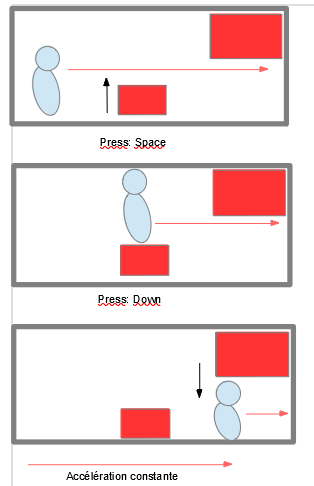 Press: Space
Press: Down
Accélération constante